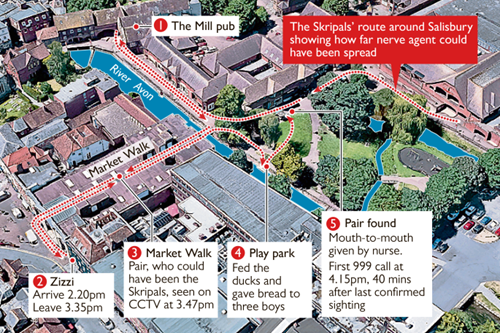 1 The Mill pub
The Skripals' route around Salisbury
showing how far nerve agent could
have been spread
River Avon
Market Walk
2 Zizzi
Arrive 2.20pm
Leave 3.35pm
3 Market Walk
Pair, who could
have been the
Skripals, seen on
CCTV at 3.47pm
4 Play park
Fed the
ducks and
gave bread to
three boys
5 Pair found
Mouth-to-mouth
given by nurse.
First 999 call at
4.15pm, 40 mins
after last confirmed
sighting